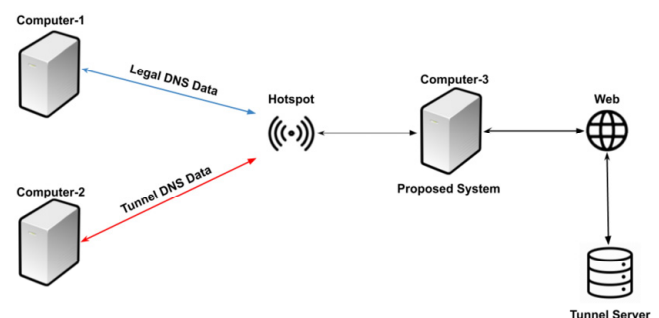 Computer-1
Legal DNS Data
Hotspot
Computer-3
Web
Computer-2
Tunnel DNS Data
Proposed System
Tunnel Server